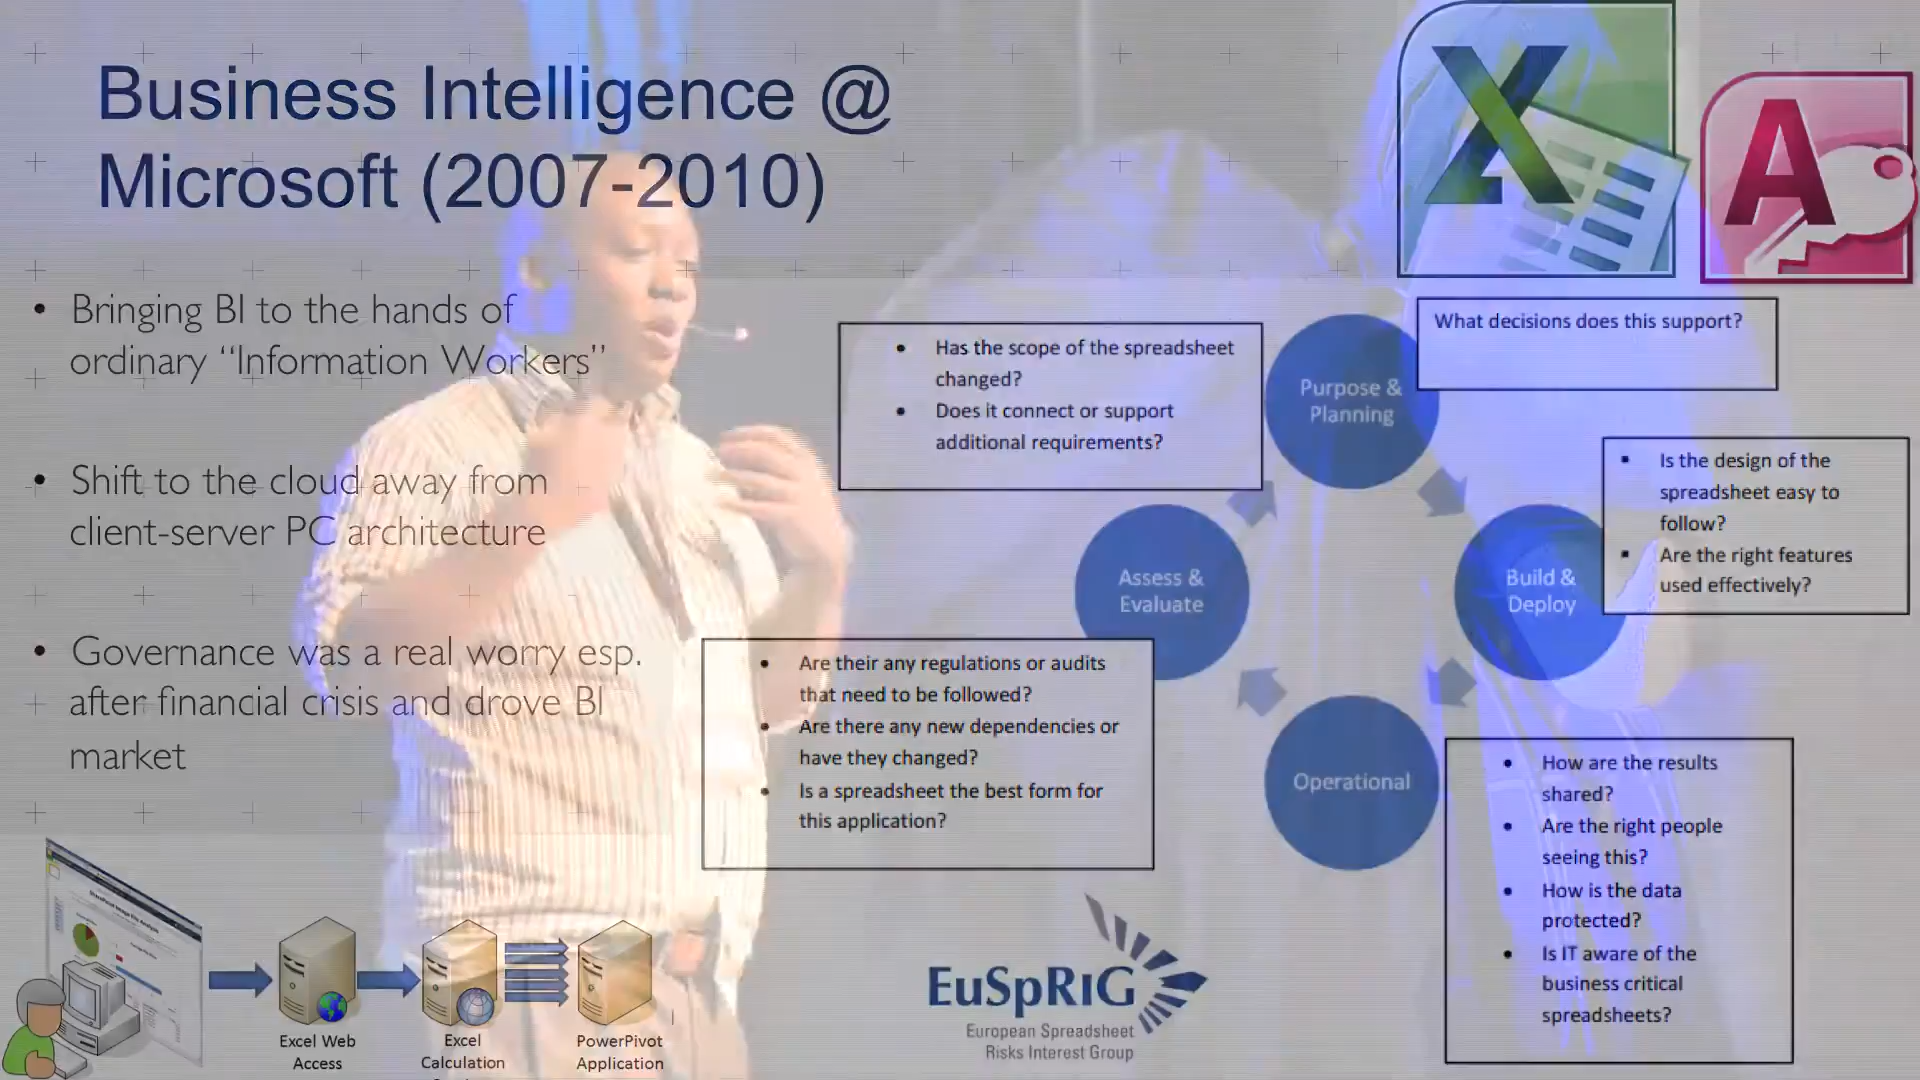 Business Intelligence @
Microsoft (2007-2010)
• Bringing BI to the hands of
ordinary “Information Workers”
• Shift to the cloud away from
client-server PC architecture
• Governance was a real worry esp.
after financial crisis and drove BI
market
• Has the scope of the spreadsheet
changed?
• Does it connect or support
additional requirements?
Purpose &
Planning
What decisions does this support?
▪ Is the design of the
spreadsheet easy to
follow?
▪ Are the right features
used effectively?
Assess &
Evaluate
Build &
Deploy
• Are their any regulations or audits
that need to be followed?
• Are there any new dependencies or
have they changed?
• Is a spreadsheet the best form for
this application?
Operational
• How are the results
shared?
• Are the right people
seeing this?
• How is the data
protected?
• Is IT aware of the
business critical
spreadsheets?
Excel Web
Access
Excel
Calculation
PowerPivot
Application
EuSpRIG
European Spreadsheet
Risks Interest Group
X
A